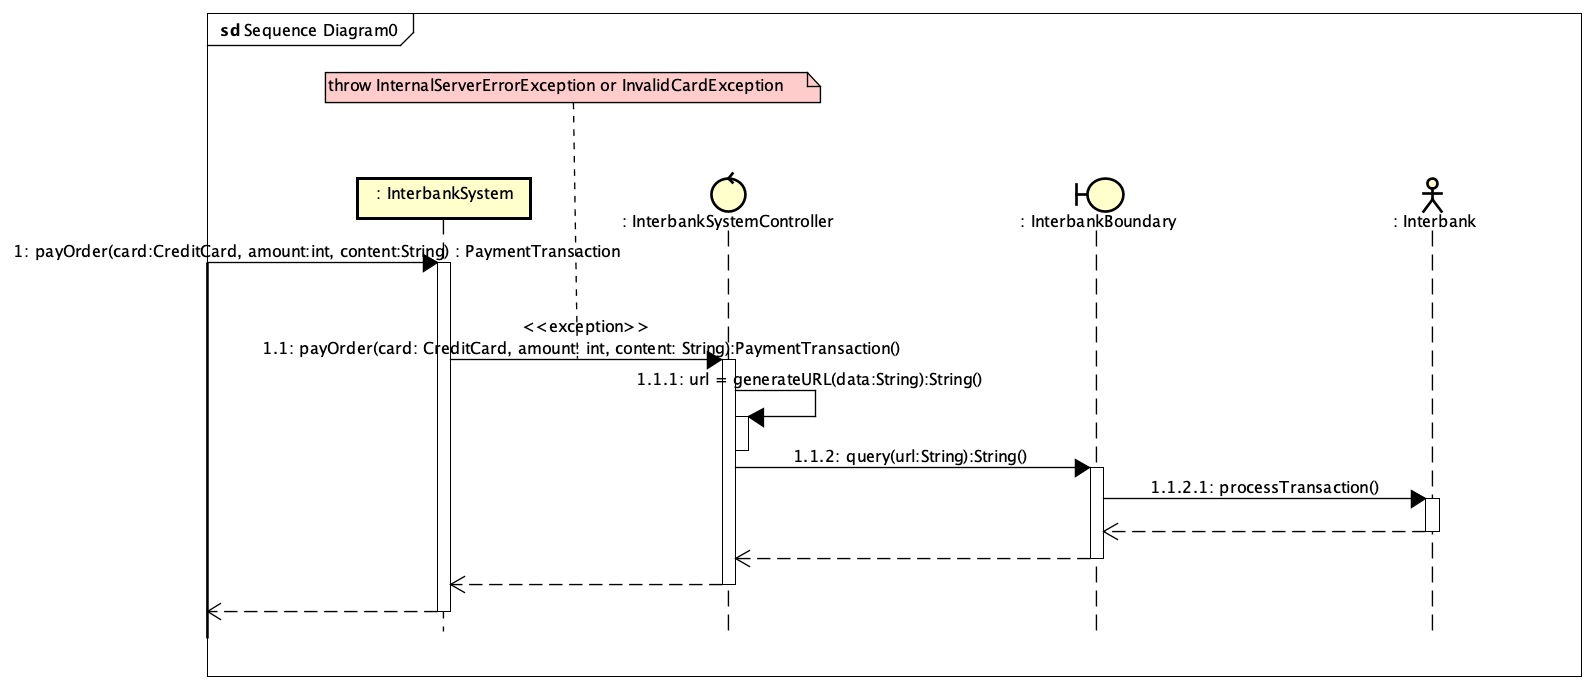 sd Sequence Diagram0
throw InternalServerErrorException or InvalidCardException
: InterbankSystem
: InterbankSystemController
: InterbankBoundary
: Interbank
1: payOrder(card:CreditCard, amount:int, content:String) : PaymentTransaction
<<exception>>
1.1: payOrder(card: CreditCard, amount: int, content: String):PaymentTransaction()
1.1.1: url = generateURL(data:String):String()
1.1.2: query(url:String):String()
1.1.2.1: processTransaction()